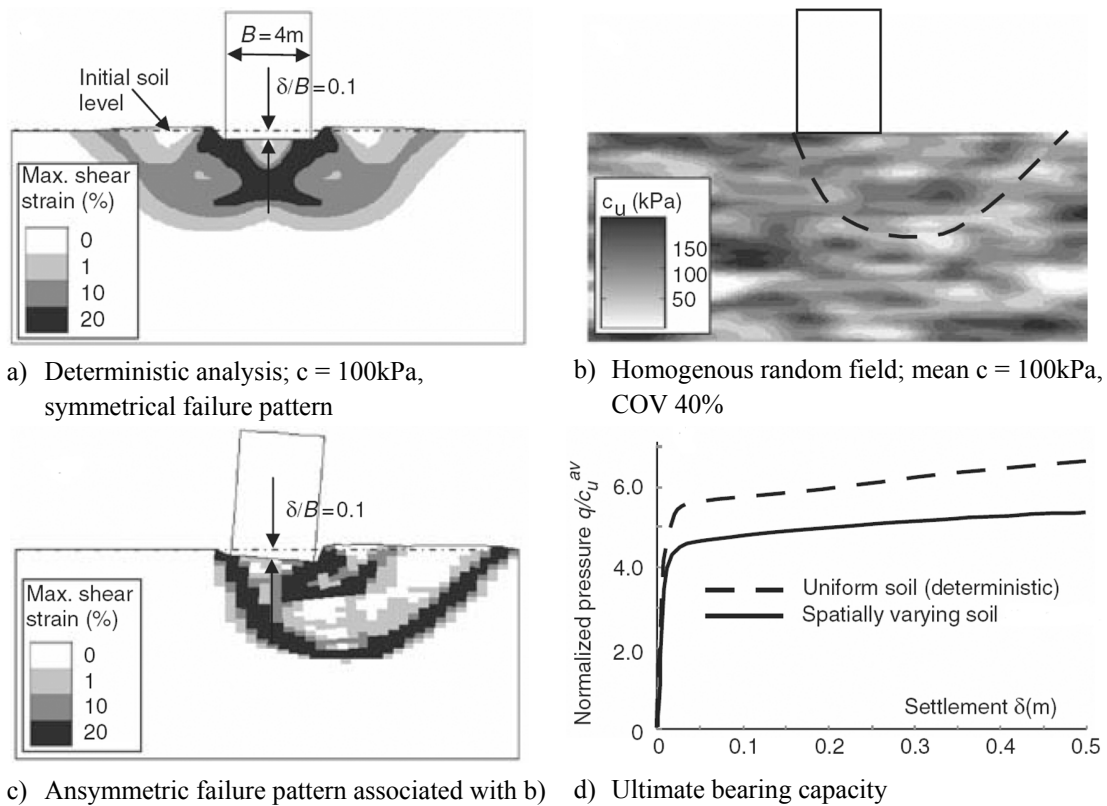 B = 4m
δ/B = 0.1
Initial soil
level
Max. shear
strain (%)
0
1
10
20
a) Deterministic analysis; c = 100kPa,
symmetrical failure pattern
c_u (kPa)
150
100
50
b) Homogenous random field; mean c = 100kPa,
COV 40%
δ/B = 0.1
Max. shear
strain (%)
0
1
10
20
c) Ansymmetric failure pattern associated with b)
Normalized pressure q/c_u^av
6.0
4.0
2.0
0
Uniform soil (deterministic)
Spatially varying soil
Settlement δ(m)
0 0.1 0.2 0.3 0.4 0.5
d) Ultimate bearing capacity